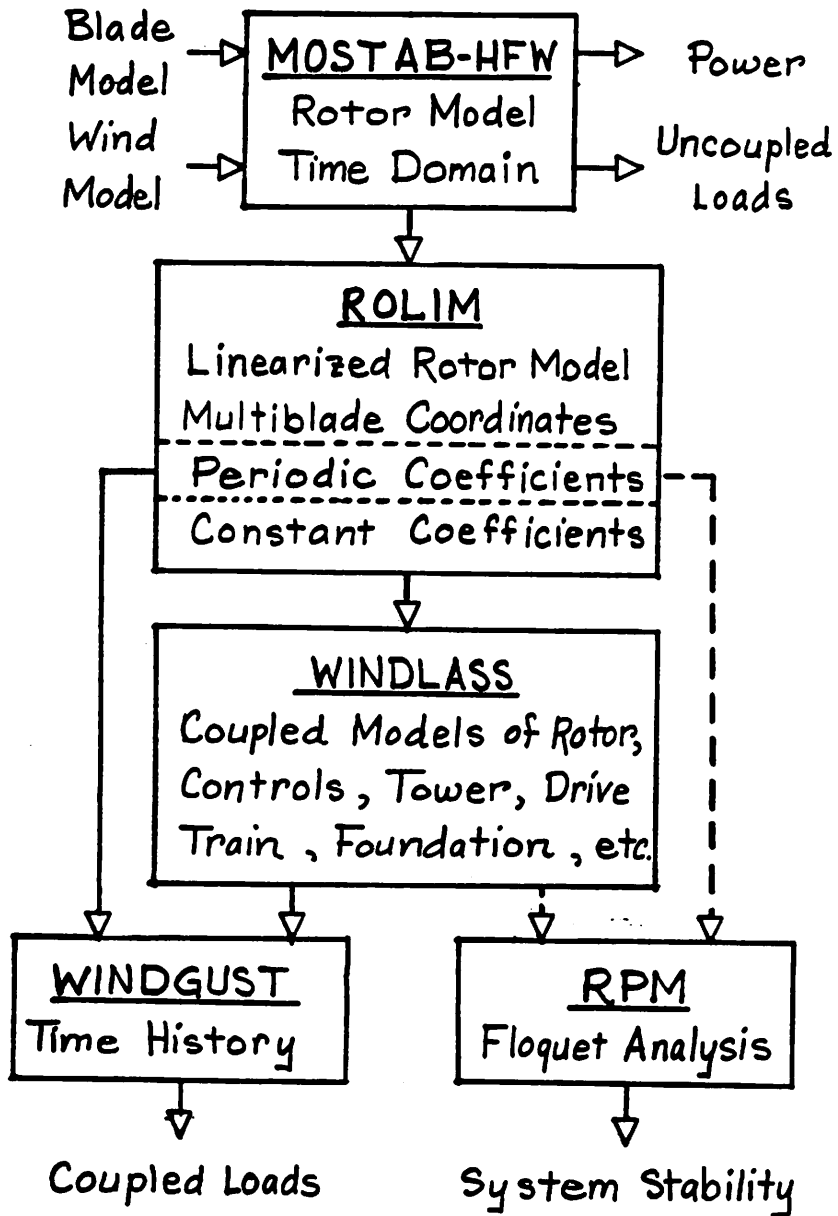 Blade
Model
Wind
Model
MOSTAB-HFW
Rotor Model
Time Domain
Power
Uncoupled
Loads
ROLIM
Linearized Rotor Model
Multiblade Coordinates
Periodic Coefficients
Constant Coefficients
WINDLASS
Coupled Models of Rotor,
Controls, Tower, Drive
Train, Foundation, etc.
WINDGUST
Time History
RPM
Floquet Analysis
Coupled Loads
System Stability